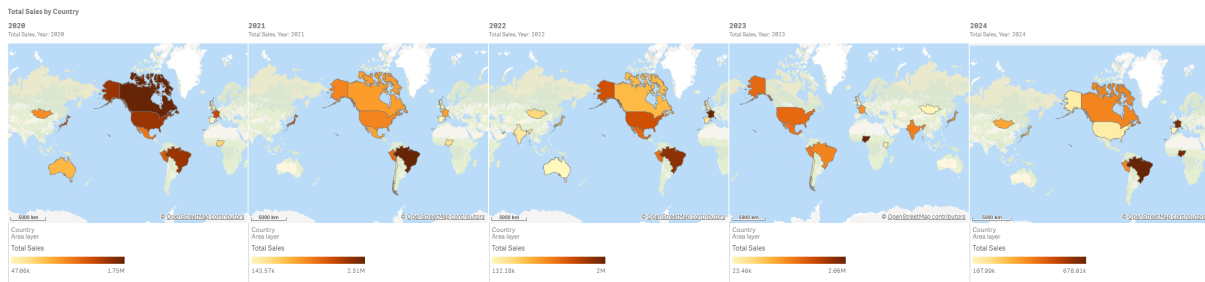 Total Sales by Country
2020
Total Sales, Year: 2020
© OpenStreetMap contributors
5000 km
Country
Area layer
Total Sales
47.06k 1.75M
2021
Total Sales, Year: 2021
© OpenStreetMap contributors
5000 km
Country
Area layer
Total Sales
143.57k 2.51M
2022
Total Sales, Year: 2022
© OpenStreetMap contributors
5000 km
Country
Area layer
Total Sales
132.28k 2M
2023
Total Sales, Year: 2023
© OpenStreetMap contributors
5000 km
Country
Area layer
Total Sales
23.46k 2.06M
2024
Total Sales, Year: 2024
© OpenStreetMap contributors
5000 km
Country
Area layer
Total Sales
107.99k 678.01k